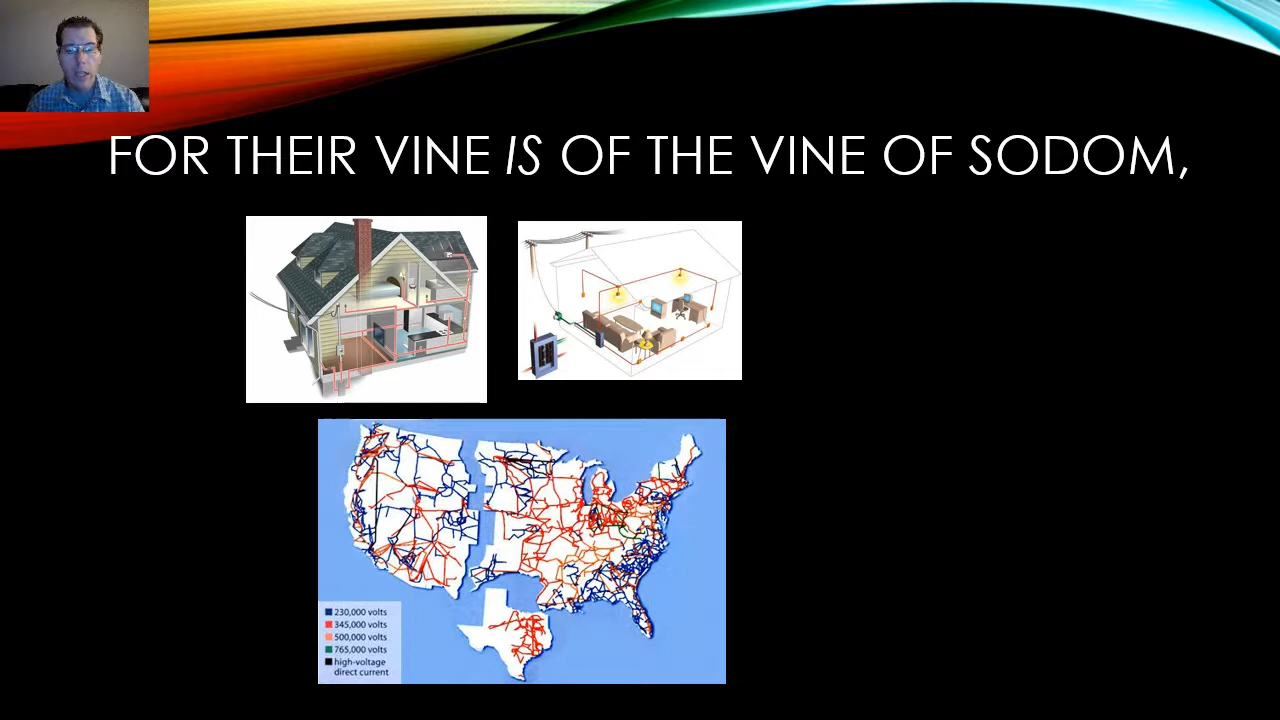 FOR THEIR VINE IS OF THE VINE OF SODOM,
230,000 volts
345,000 volts
500,000 volts
765,000 volts
high-voltage
direct current